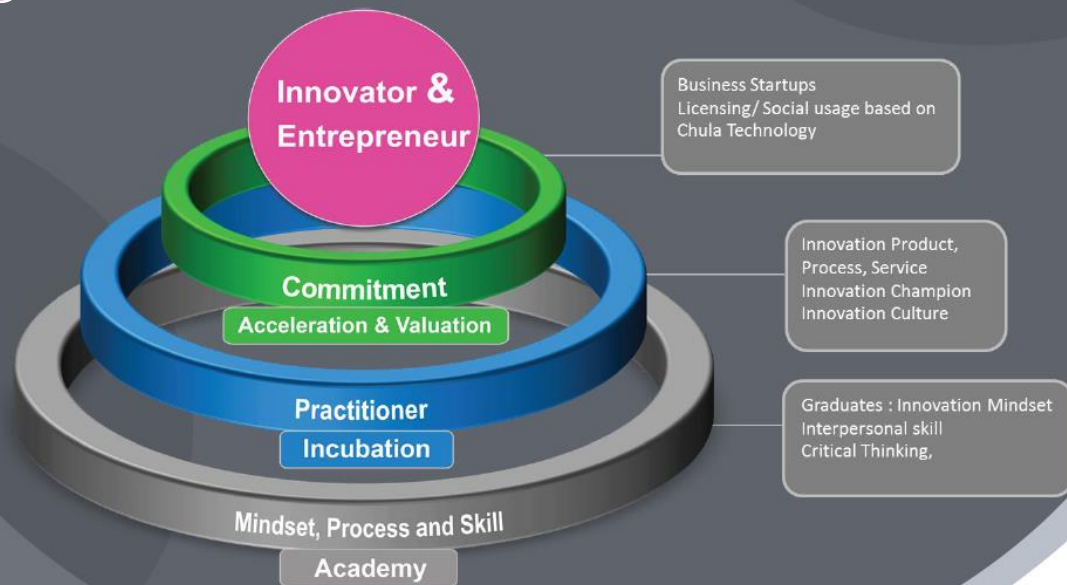 Innovator &
Entrepreneur
Business Startups
Licensing/ Social usage based on
Chula Technology
Commitment
Acceleration & Valuation
Innovation Product,
Process, Service
Innovation Champion
Innovation Culture
Practitioner
Incubation
Graduates : Innovation Mindset
Interpersonal skill
Critical Thinking,
Mindset, Process and Skill
Academy